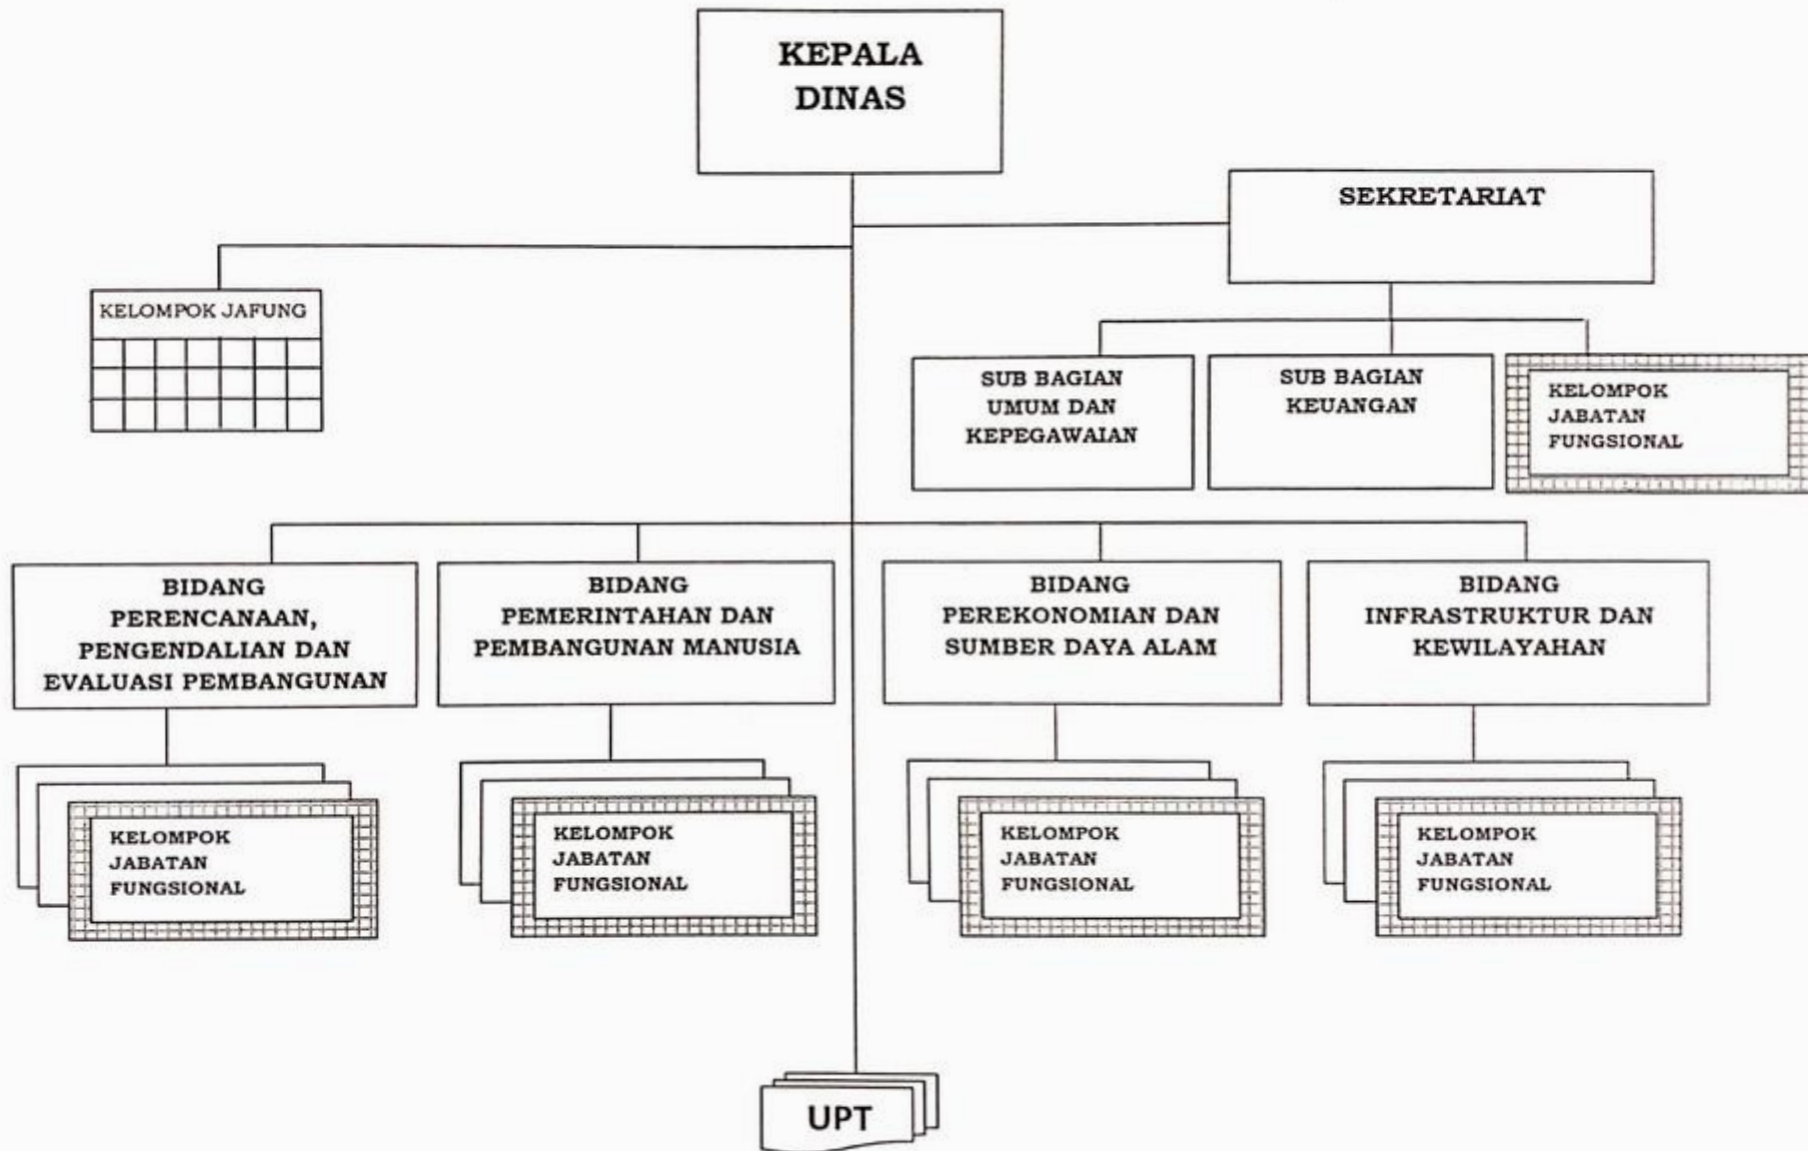 KEPALA
DINAS
SEKRETARIAT
KELOMPOK JAFUNG
SUB BAGIAN
UMUM DAN
KEPEGAWAIAN
SUB BAGIAN
KEUANGAN
KELOMPOK
JABATAN
FUNGSIONAL
BIDANG
PERENCANAAN,
PENGENDALIAN DAN
EVALUASI PEMBANGUNAN
BIDANG
PEMERINTAHAN DAN
PEMBANGUNAN MANUSIA
BIDANG
PEREKONOMIAN DAN
SUMBER DAYA ALAM
BIDANG
INFRASTRUKTUR DAN
KEWILAYAHAN
KELOMPOK
JABATAN
FUNGSIONAL
KELOMPOK
JABATAN
FUNGSIONAL
KELOMPOK
JABATAN
FUNGSIONAL
KELOMPOK
JABATAN
FUNGSIONAL
UPT